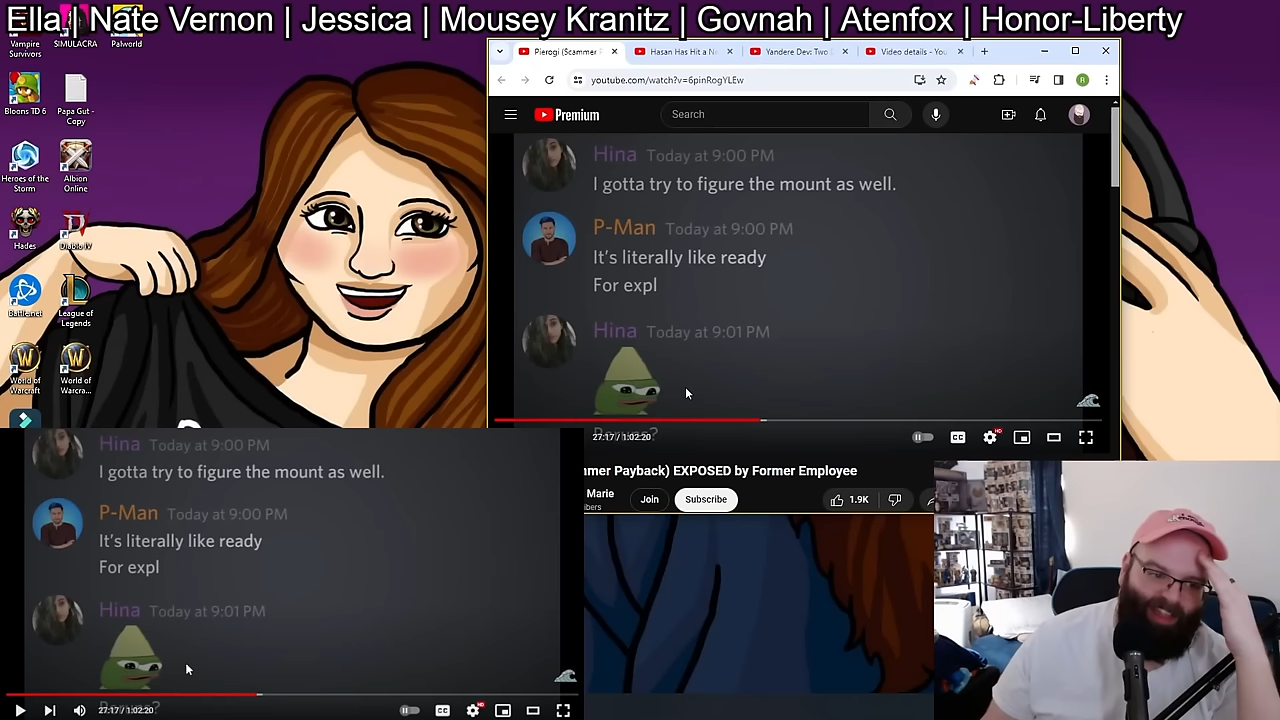 Ella | Nate Vernon | Jessica | Mousey Kranitz | Govnah | Atenfox | Honor-Liberty
Vampire Survivors
SIMULACRA
Palworld
Bloons TD 6
Papa Gut - Copy
Heroes of the Storm
Albion Online
Hades
Diablo IV
Battle.net
League of Legends
World of Warcraft
World of Warcra...
Pierogi (Scammer
Hasan Has Hit a Ne
Yandere Dev: Two
Video details - You
youtube.com/watch?v=6pinRogYLEw
R
Premium
Search
Hina Today at 9:00 PM
I gotta try to figure the mount as well.
P-Man Today at 9:00 PM
It's literally like ready
For expl
Hina Today at 9:01 PM
27:17 / 1:02:20
CC
HD
mmer Payback) EXPOSED by Former Employee
Marie
ibers
Join
Subscribe
1.9K
Hina Today at 9:00 PM
I gotta try to figure the mount as well.
P-Man Today at 9:00 PM
It's literally like ready
For expl
Hina Today at 9:01 PM
27:17 / 1:02:20
CC
HD